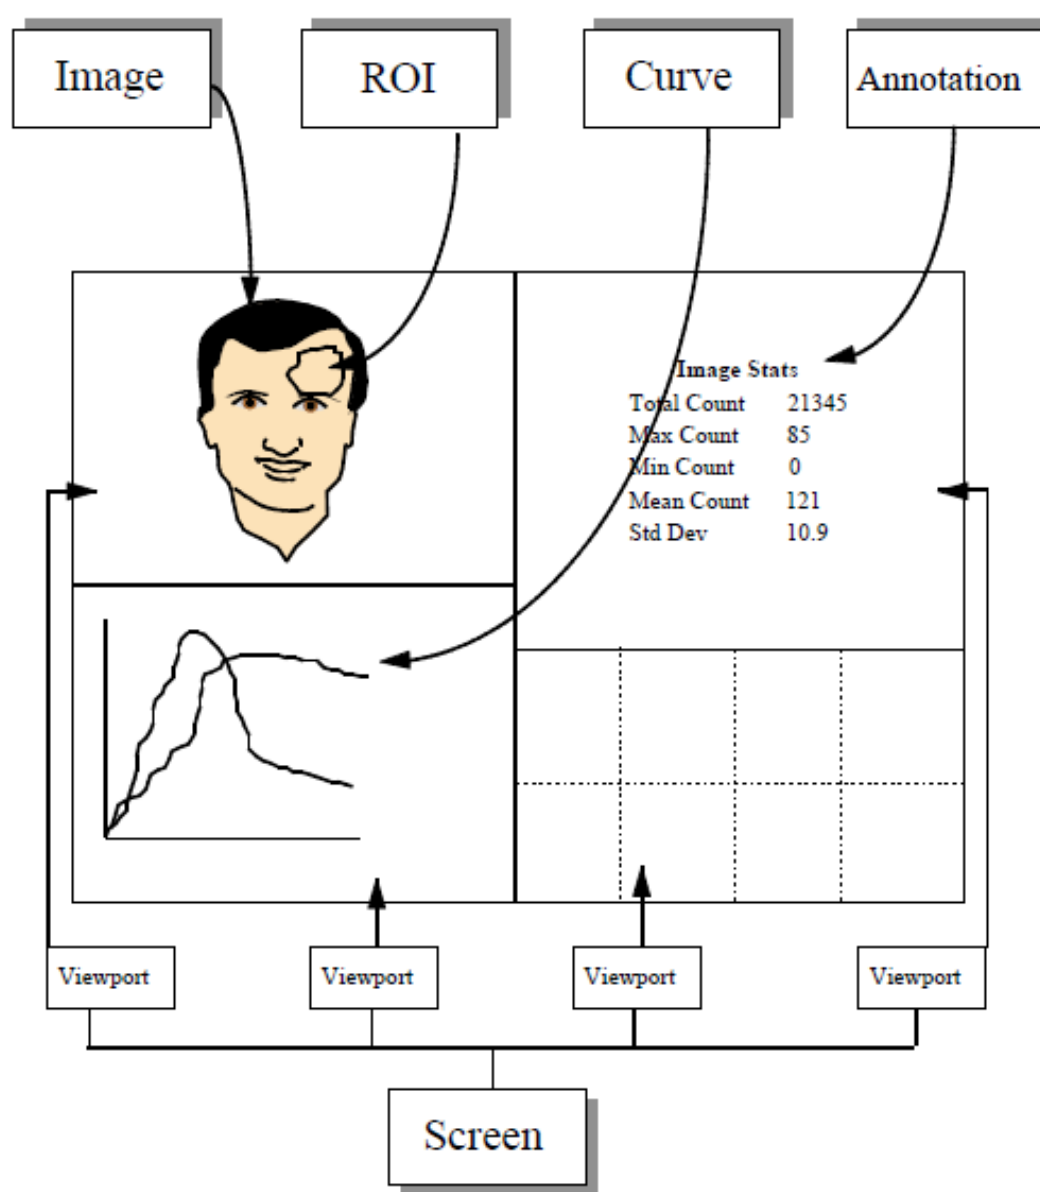 Image
ROI
Curve
Annotation
Image Stats
Total Count 21345
Max Count 85
Min Count 0
Mean Count 121
Std Dev 10.9
Viewport
Viewport
Viewport
Viewport
Screen